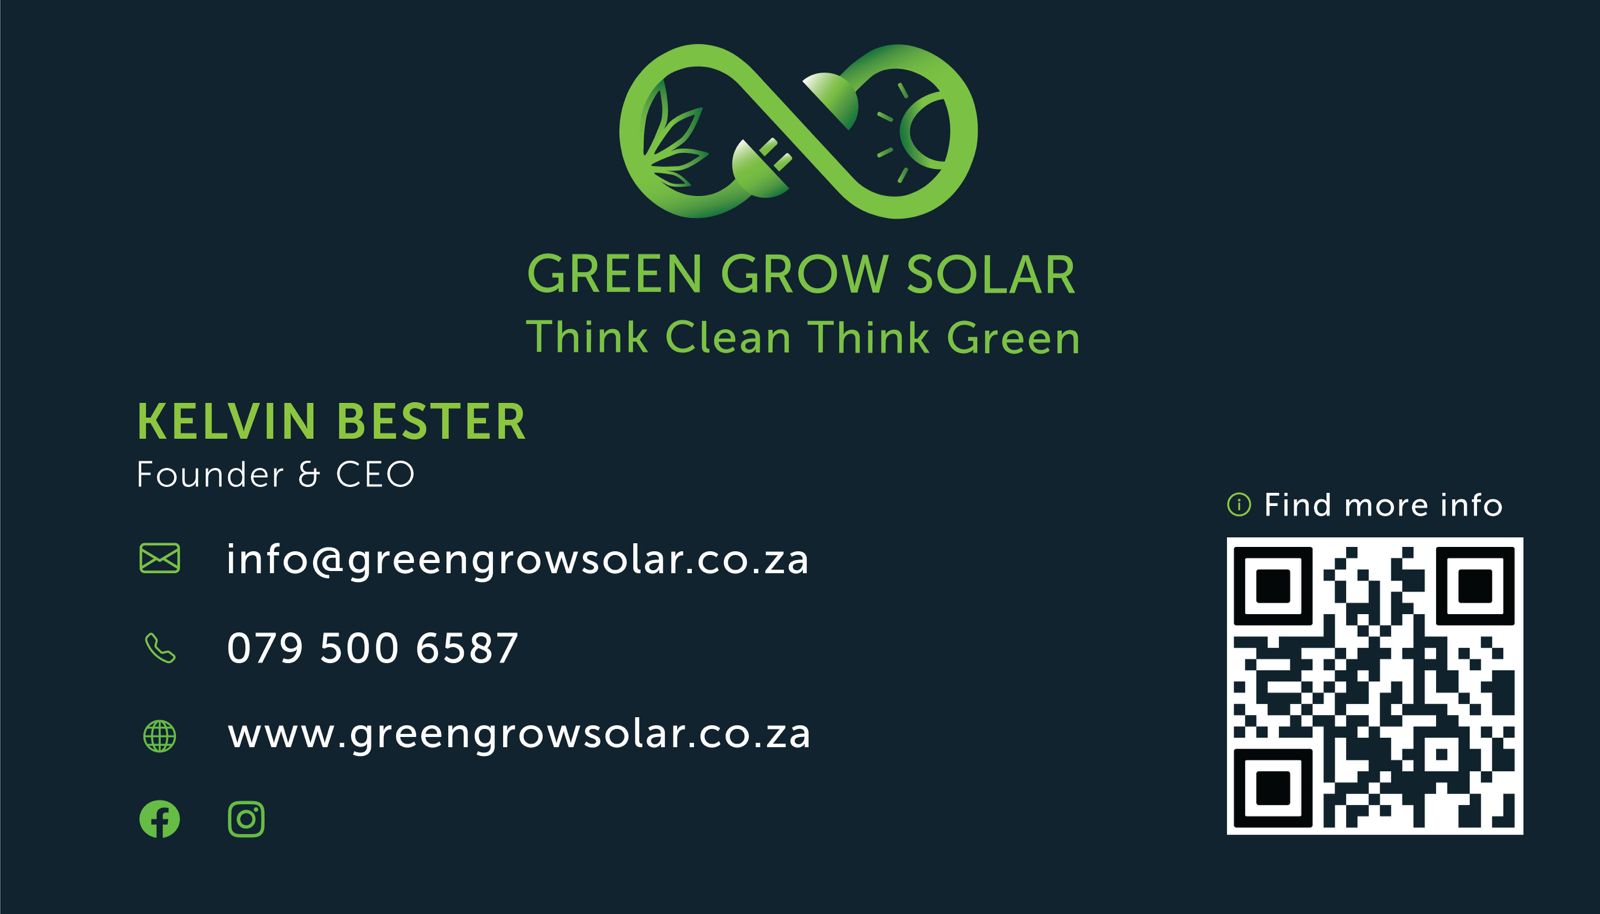 GREEN GROW SOLAR
Think Clean Think Green
KELVIN BESTER
Founder & CEO
info@greengrowsolar.co.za
079 500 6587
www.greengrowsolar.co.za
Find more info